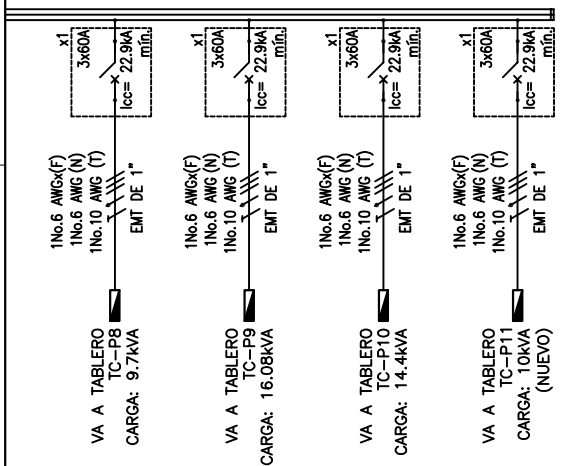 x1
3x60A
Icc= 22.9kA
mín.
1No.6 AWGx(F)
1No.6 AWG (N)
1No.10 AWG (T)
EMT DE 1"
VA A TABLERO
TC-P8
CARGA: 9.7kVA
x1
3x60A
Icc= 22.9kA
mín.
1No.6 AWGx(F)
1No.6 AWG (N)
1No.10 AWG (T)
EMT DE 1"
VA A TABLERO
TC-P9
CARGA: 16.08kVA
x1
3x60A
Icc= 22.9kA
mín.
1No.6 AWGx(F)
1No.6 AWG (N)
1No.10 AWG (T)
EMT DE 1"
VA A TABLERO
TC-P10
CARGA: 14.4kVA
x1
3x60A
Icc= 22.9kA
mín.
1No.6 AWGx(F)
1No.6 AWG (N)
1No.10 AWG (T)
EMT DE 1"
VA A TABLERO
TC-P11
CARGA: 10kVA
(NUEVO)